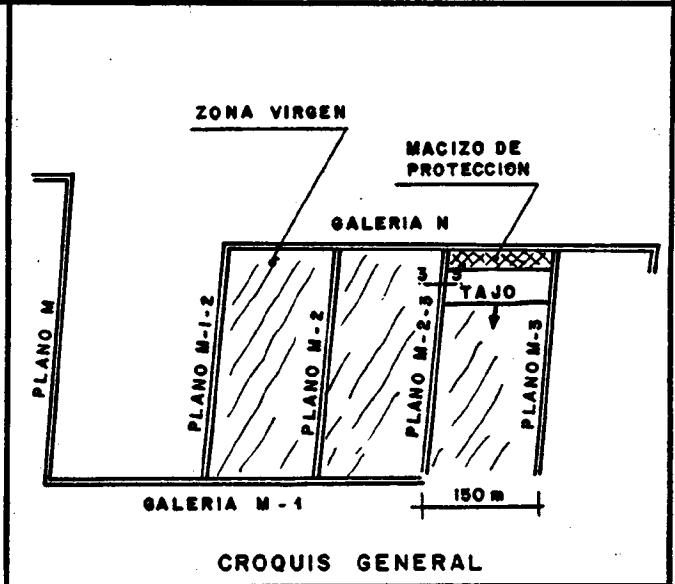 ZONA VIRGEN
MACIZO DE
PROTECCION
GALERIA N
3 3
TAJO
PLANO M
PLANO M-1-2
PLANO M-2
PLANO M-2-3
PLANO M-3
GALERIA M-1
150 m
CROQUIS GENERAL